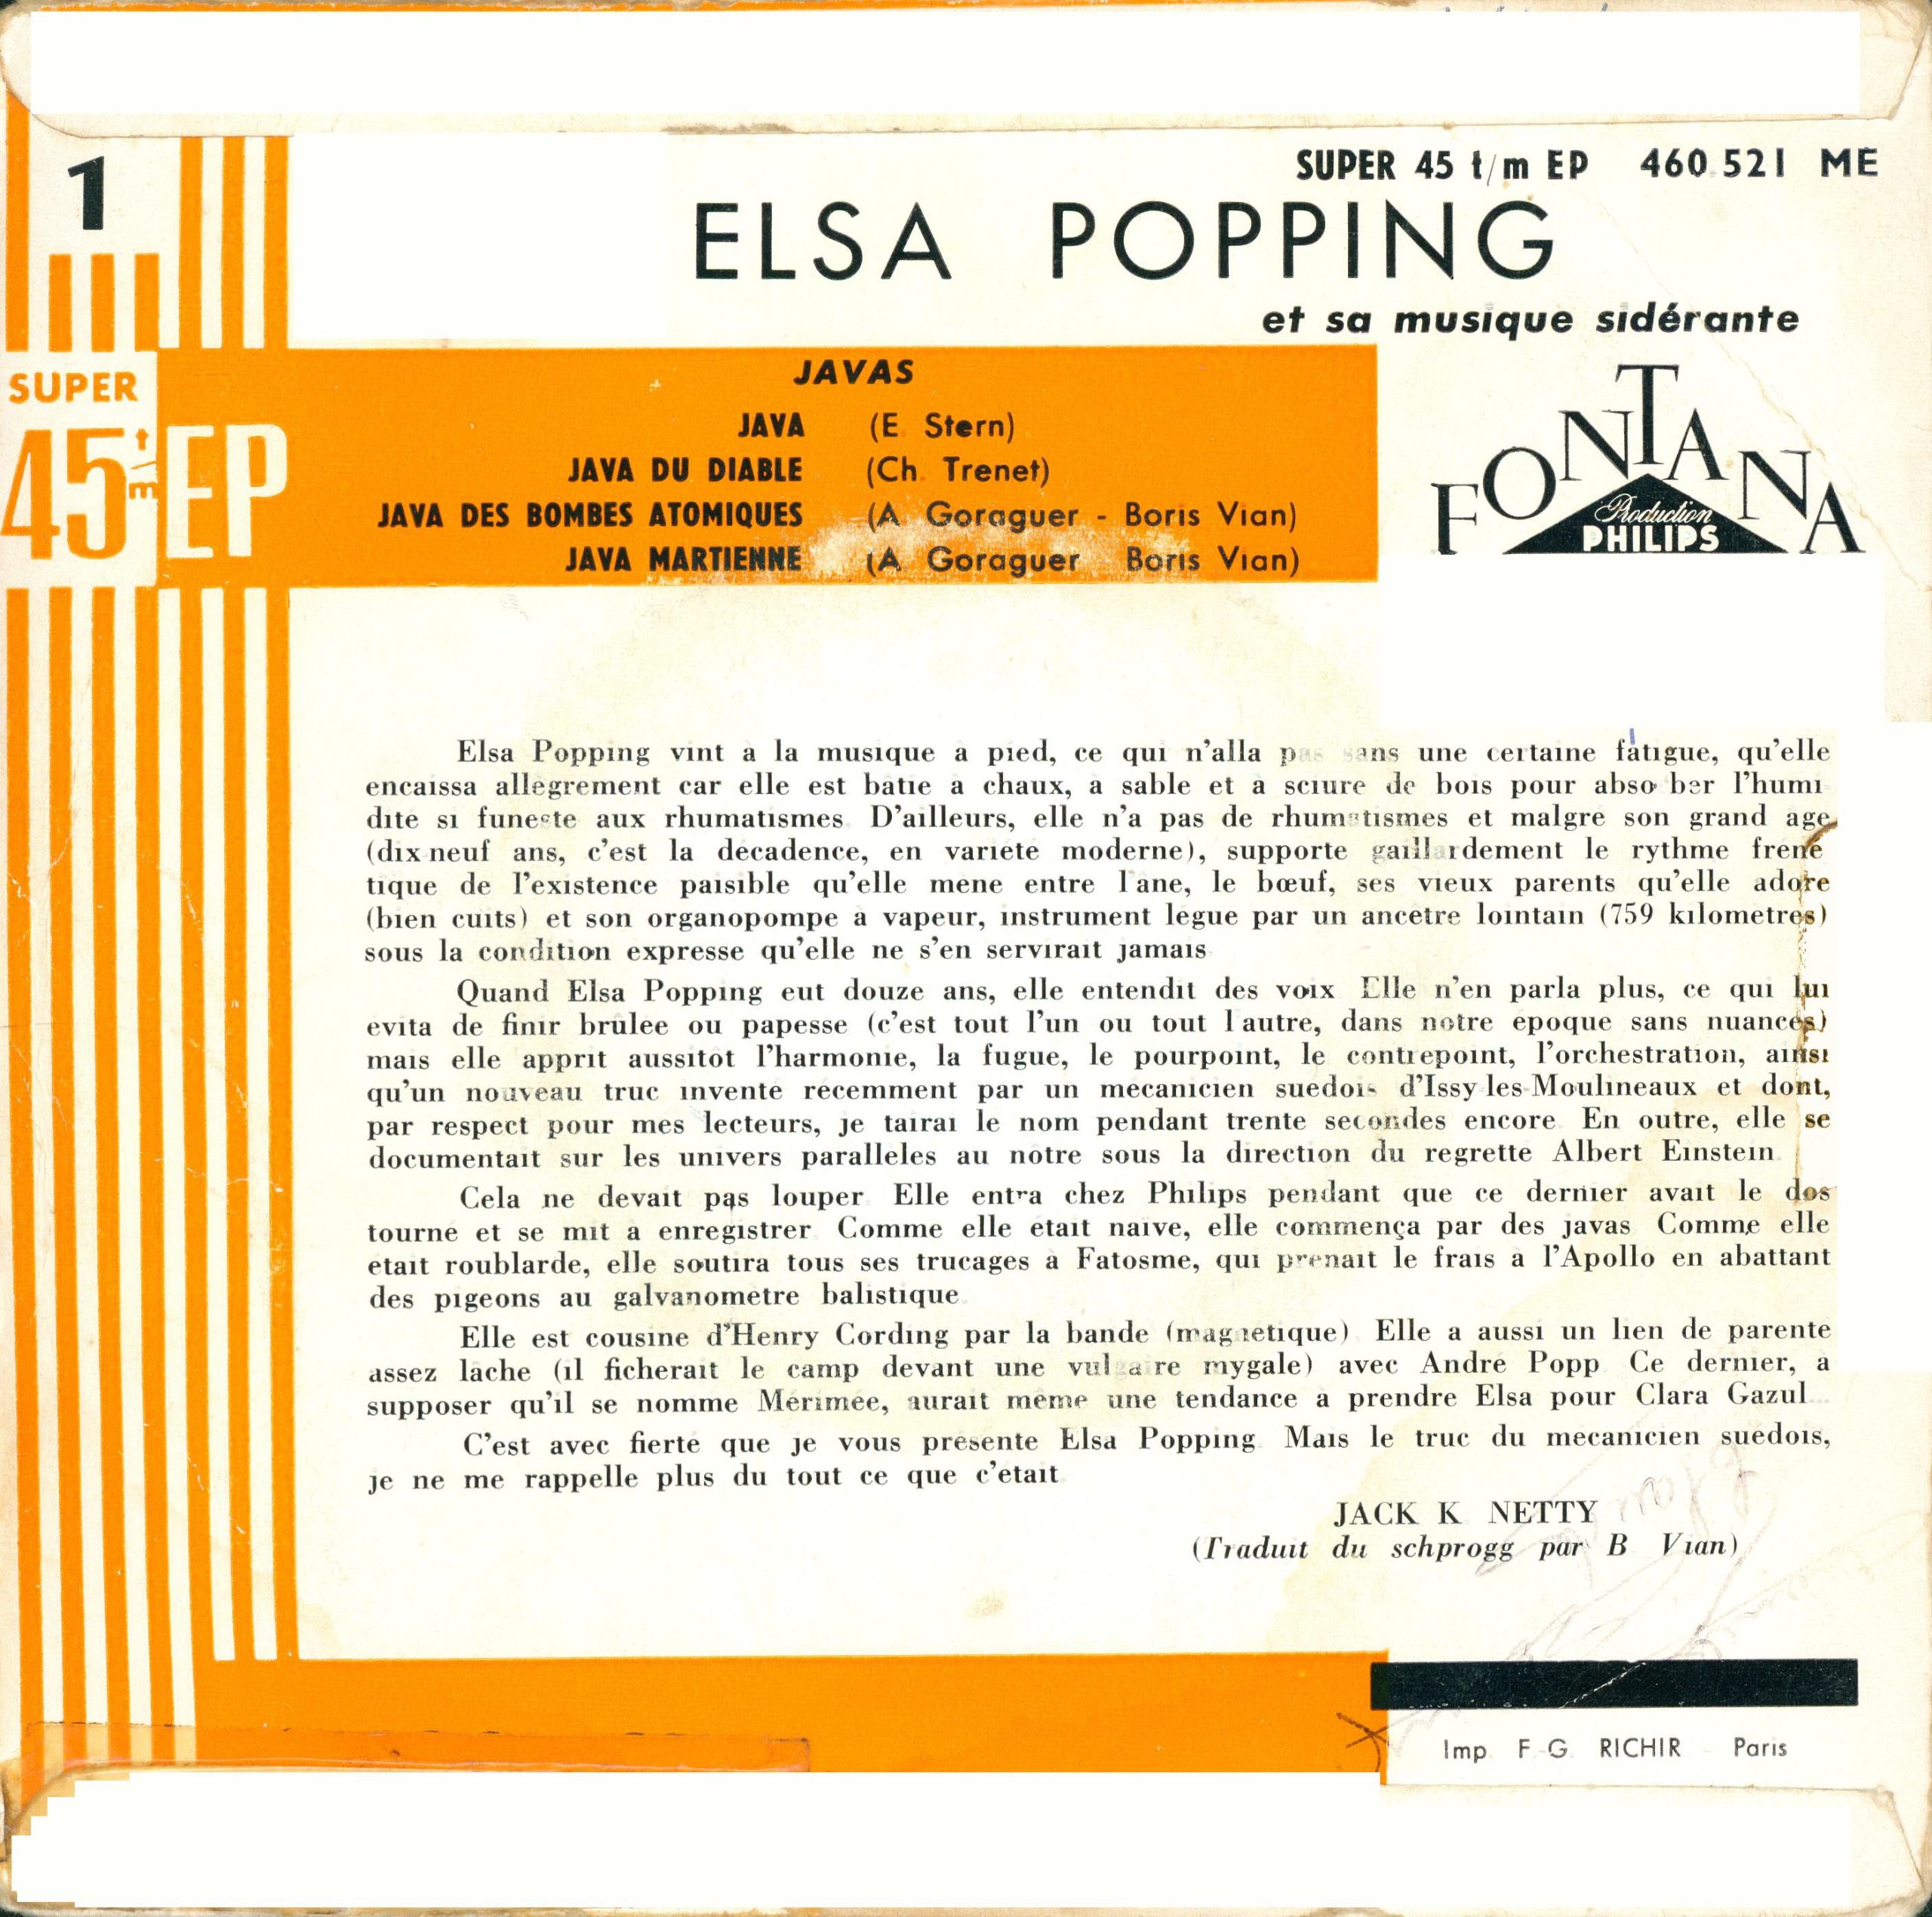 1
SUPER 45 t/m EP 460.521 ME
ELSA POPPING
et sa musique sidérante
SUPER
45 t/m EP
JAVAS
JAVA (E. Stern)
JAVA DU DIABLE (Ch. Trenet)
JAVA DES BOMBES ATOMIQUES (A. Goraguer - Boris Vian)
JAVA MARTIENNE (A Goraguer Boris Vian)
FONTANA
Production
PHILIPS
Elsa Popping vint à la musique à pied, ce qui n'alla pas sans une certaine fatigue, qu'elle
encaissa allègrement car elle est bâtie à chaux, à sable et à sciure de bois pour absorber l'humi-
dité si funeste aux rhumatismes. D'ailleurs, elle n'a pas de rhumatismes et malgré son grand âge
(dix-neuf ans, c'est la décadence, en variété moderne), supporte gaillardement le rythme fréné-
tique de l'existence paisible qu'elle mène entre l'âne, le bœuf, ses vieux parents qu'elle adore
(bien cuits) et son organopompe à vapeur, instrument légué par un ancêtre lointain (759 kilomètres)
sous la condition expresse qu'elle ne s'en servirait jamais.
Quand Elsa Popping eut douze ans, elle entendit des voix. Elle n'en parla plus, ce qui lui
évita de finir brûlée ou papesse (c'est tout l'un ou tout l'autre, dans notre époque sans nuances)
mais elle apprit aussitôt l'harmonie, la fugue, le pourpoint, le contrepoint, l'orchestration, ainsi
qu'un nouveau truc inventé récemment par un mécanicien suédois d'Issy-les-Moulineaux et dont,
par respect pour mes lecteurs, je tairai le nom pendant trente secondes encore. En outre, elle se
documentait sur les univers parallèles au nôtre sous la direction du regretté Albert Einstein.
Cela ne devait pas louper. Elle entra chez Philips pendant que ce dernier avait le dos
tourné et se mit à enregistrer. Comme elle était naïve, elle commença par des javas. Comme elle
était roublarde, elle soutira tous ses trucages à Fatosme, qui prenait le frais à l'Apollo en abattant
des pigeons au galvanomètre balistique.
Elle est cousine d'Henry Cording par la bande (magnétique). Elle a aussi un lien de parenté
assez lâche (il ficherait le camp devant une vulgaire mygale) avec André Popp. Ce dernier, à
supposer qu'il se nomme Mérimée, aurait même une tendance à prendre Elsa pour Clara Gazul...
C'est avec fierté que je vous présente Elsa Popping. Mais le truc du mécanicien suédois,
je ne me rappelle plus du tout ce que c'était.
JACK K. NETTY
(Traduit du schprogg par B. Vian)
Imp. F.-G. RICHIR - Paris